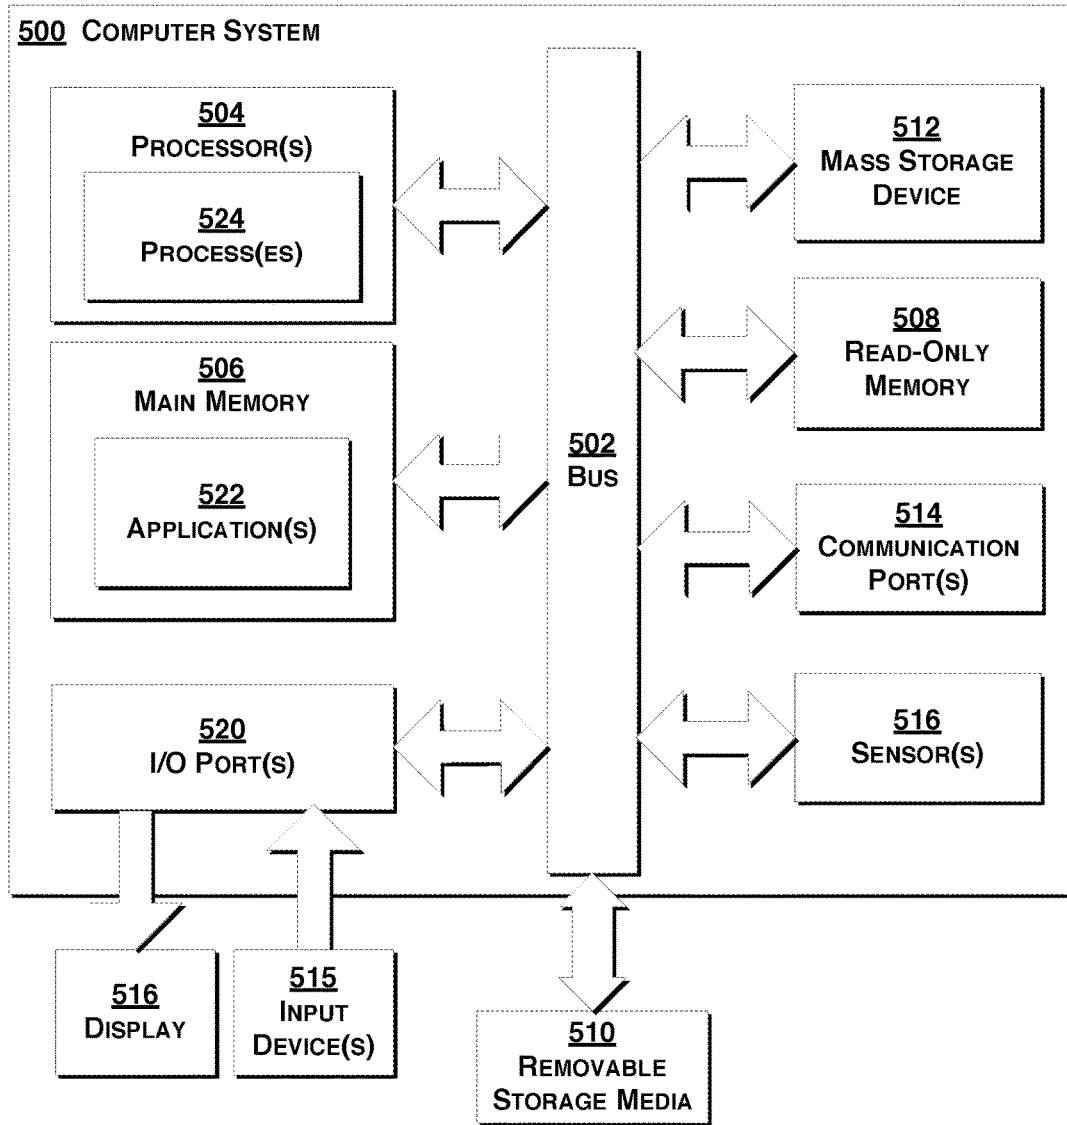 500 COMPUTER SYSTEM
504
PROCESSOR(S)
524
PROCESS(ES)
506
MAIN MEMORY
522
APPLICATION(S)
520
I/O PORT(S)
502
BUS
512
MASS STORAGE
DEVICE
508
READ-ONLY
MEMORY
514
COMMUNICATION
PORT(S)
516
SENSOR(S)
516
DISPLAY
515
INPUT
DEVICE(S)
510
REMOVABLE
STORAGE MEDIA